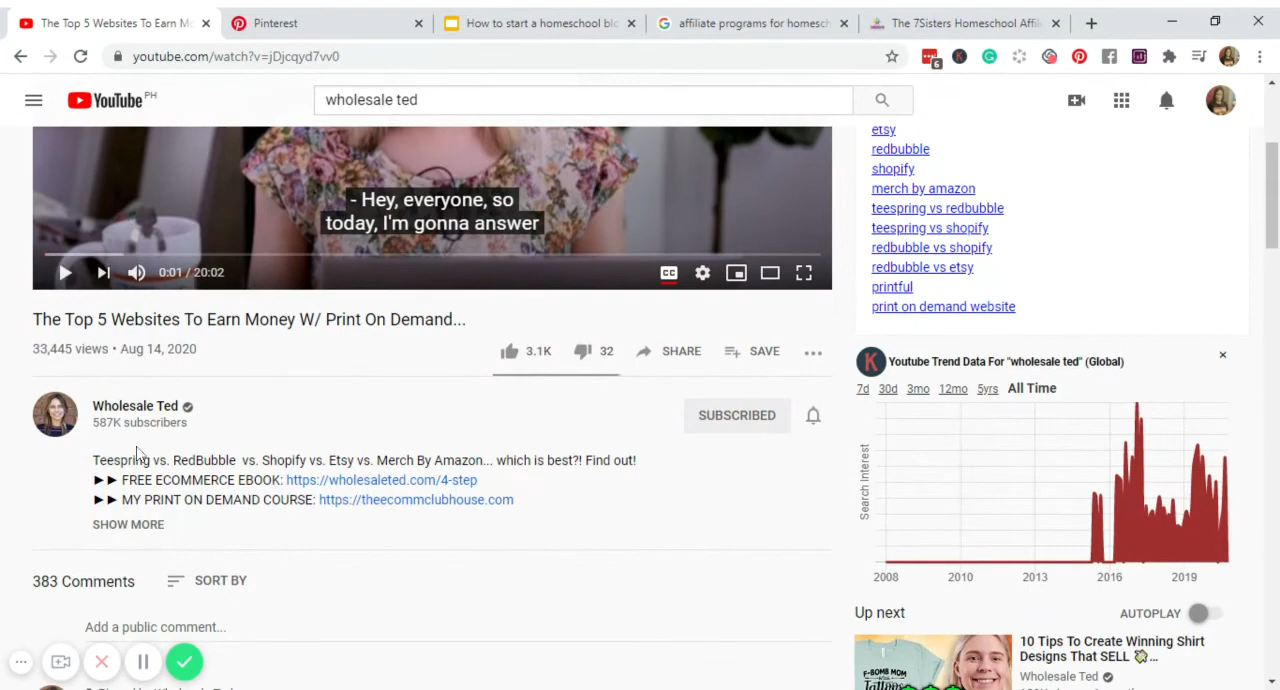 The Top 5 Websites To Earn Mo
Pinterest
How to start a homeschool blo
affiliate programs for homesch
The 7Sisters Homeschool Affil
youtube.com/watch?v=jDjcqyd7vv0
6
YouTube PH
wholesale ted
- Hey, everyone, so
today, I'm gonna answer
0:01 / 20:02
CC
The Top 5 Websites To Earn Money W/ Print On Demand...
33,445 views • Aug 14, 2020
3.1K
32
SHARE
SAVE
Wholesale Ted
587K subscribers
SUBSCRIBED
Teespring vs. RedBubble vs. Shopify vs. Etsy vs. Merch By Amazon... which is best?! Find out!
►► FREE ECOMMERCE EBOOK: https://wholesaleted.com/4-step
►► MY PRINT ON DEMAND COURSE: https://theecommclubhouse.com
SHOW MORE
383 Comments
SORT BY
Add a public comment...
etsy
redbubble
shopify
merch by amazon
teespring vs redbubble
teespring vs shopify
redbubble vs shopify
redbubble vs etsy
printful
print on demand website
K
Youtube Trend Data For "wholesale ted" (Global)
7d 30d 3mo 12mo 5yrs All Time
Search Interest
2008 2010 2013 2016 2019
Up next
AUTOPLAY
10 Tips To Create Winning Shirt
Designes That SELL 💸...
Wholesale Ted
F-BOMB MOM
Tattoos